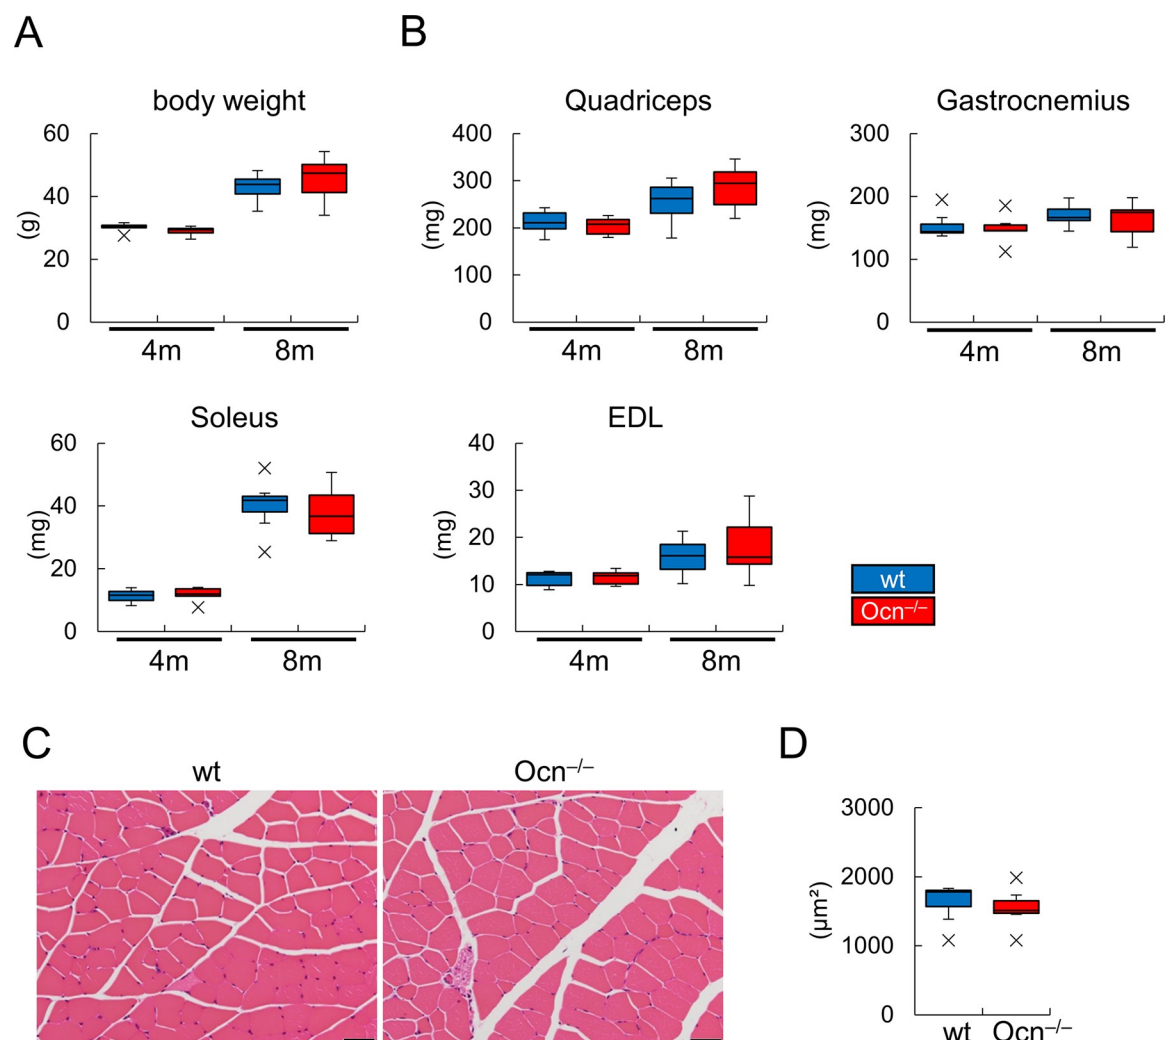 A
B
body weight
60
40
20
0
(g)
4m
8m
Quadriceps
400
300
200
100
0
(mg)
4m
8m
Gastrocnemius
300
200
100
0
(mg)
4m
8m
Soleus
60
40
20
0
(mg)
4m
8m
EDL
40
30
20
10
0
(mg)
4m
8m
wt
Ocn⁻/⁻
C
wt
Ocn⁻/⁻
D
3000
2000
1000
0
(μm²)
wt
Ocn⁻/⁻